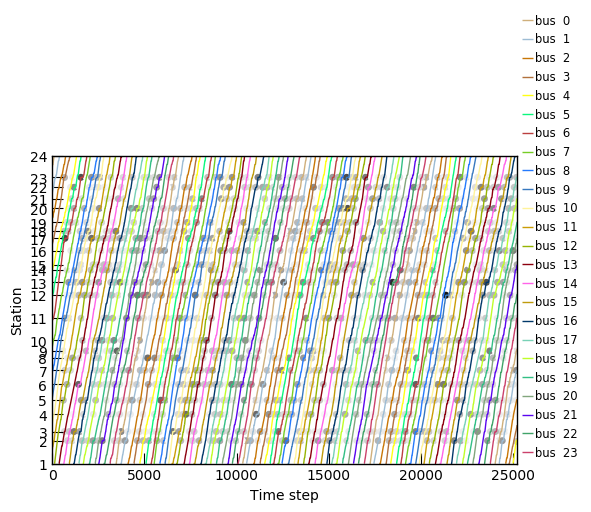 bus 0
bus 1
bus 2
bus 3
bus 4
bus 5
bus 6
bus 7
bus 8
bus 9
bus 10
bus 11
bus 12
bus 13
bus 14
bus 15
bus 16
bus 17
bus 18
bus 19
bus 20
bus 21
bus 22
bus 23
24
23
22
21
20
19
18
17
16
15
14
13
12
11
10
9
8
7
6
5
4
3
2
1
Station
0 5000 10000 15000 20000 25000
Time step